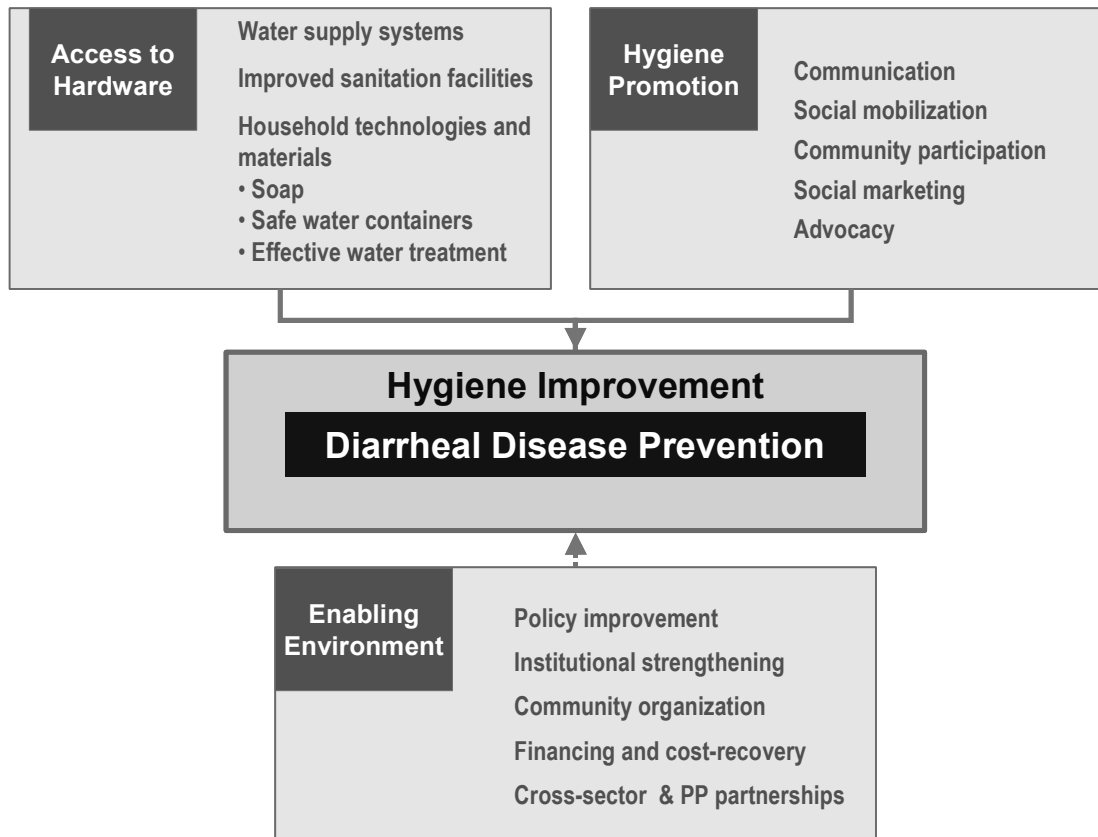 Access to
Hardware
Water supply systems
Improved sanitation facilities
Household technologies and
materials
• Soap
• Safe water containers
• Effective water treatment
Hygiene
Promotion
Communication
Social mobilization
Community participation
Social marketing
Advocacy
Hygiene Improvement
Diarrheal Disease Prevention
Enabling
Environment
Policy improvement
Institutional strengthening
Community organization
Financing and cost-recovery
Cross-sector & PP partnerships